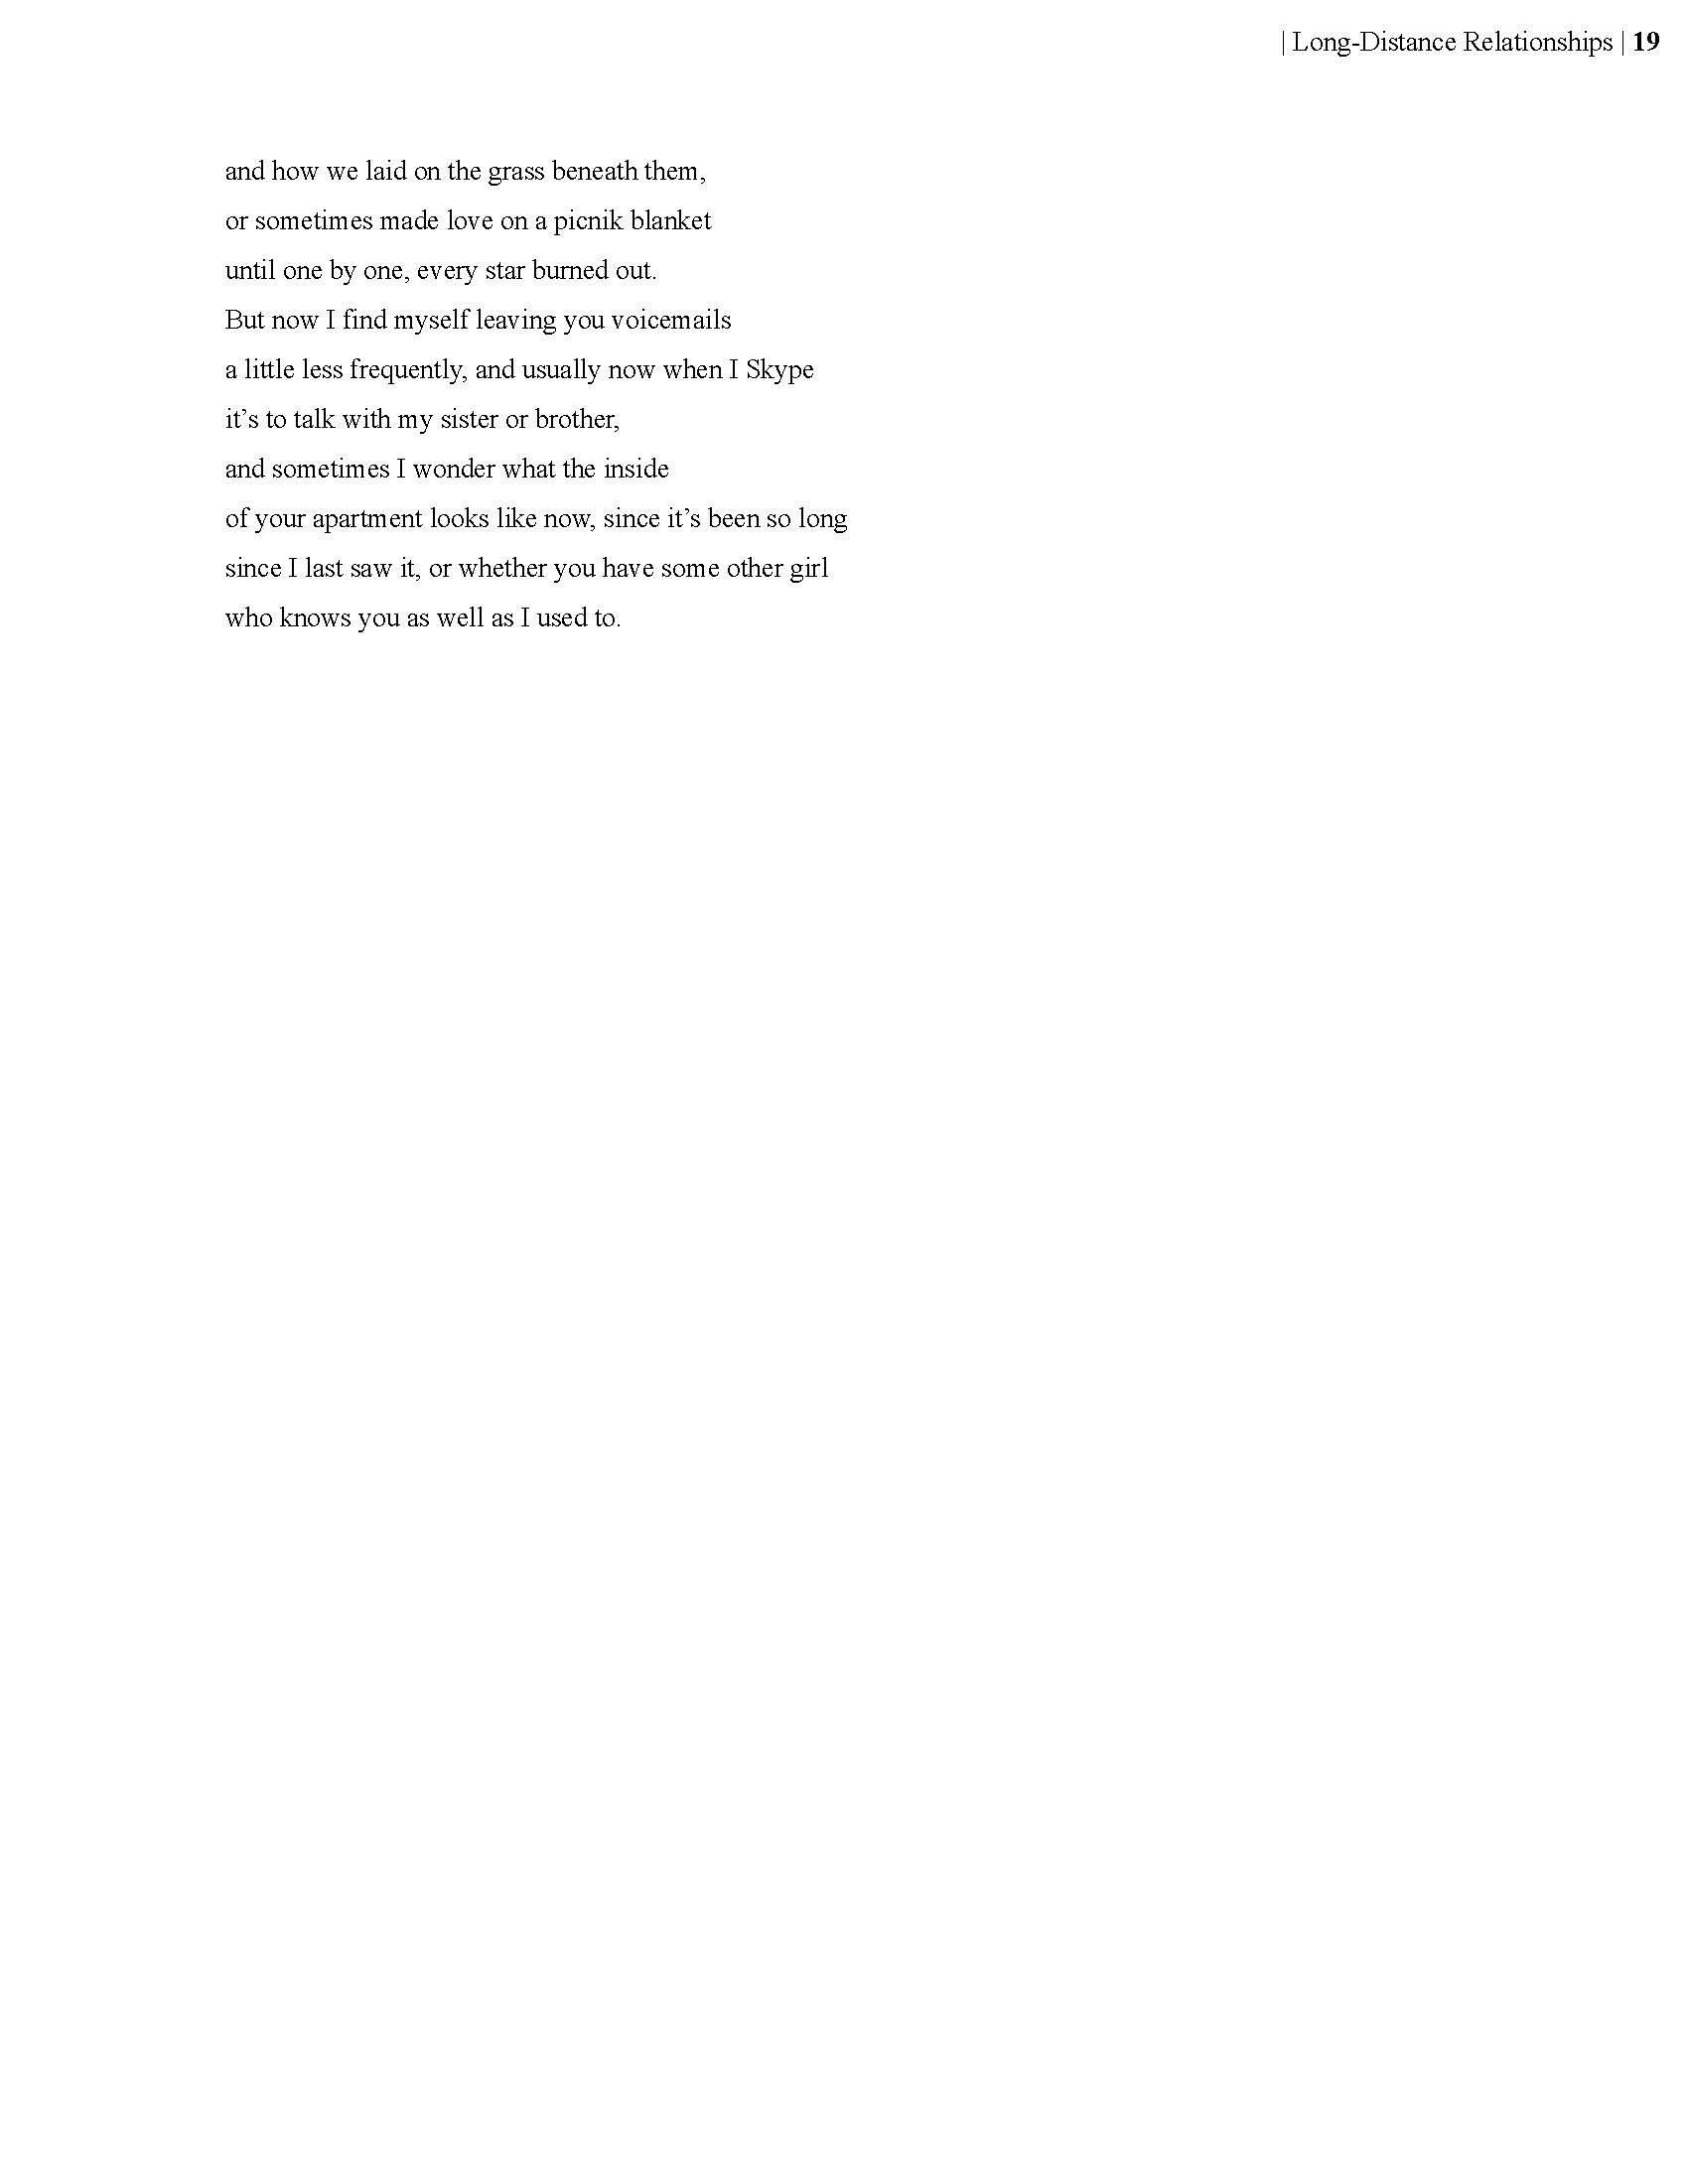 | Long-Distance Relationships | 19
and how we laid on the grass beneath them,
or sometimes made love on a picnik blanket
until one by one, every star burned out.
But now I find myself leaving you voicemails
a little less frequently, and usually now when I Skype
it’s to talk with my sister or brother,
and sometimes I wonder what the inside
of your apartment looks like now, since it’s been so long
since I last saw it, or whether you have some other girl
who knows you as well as I used to.